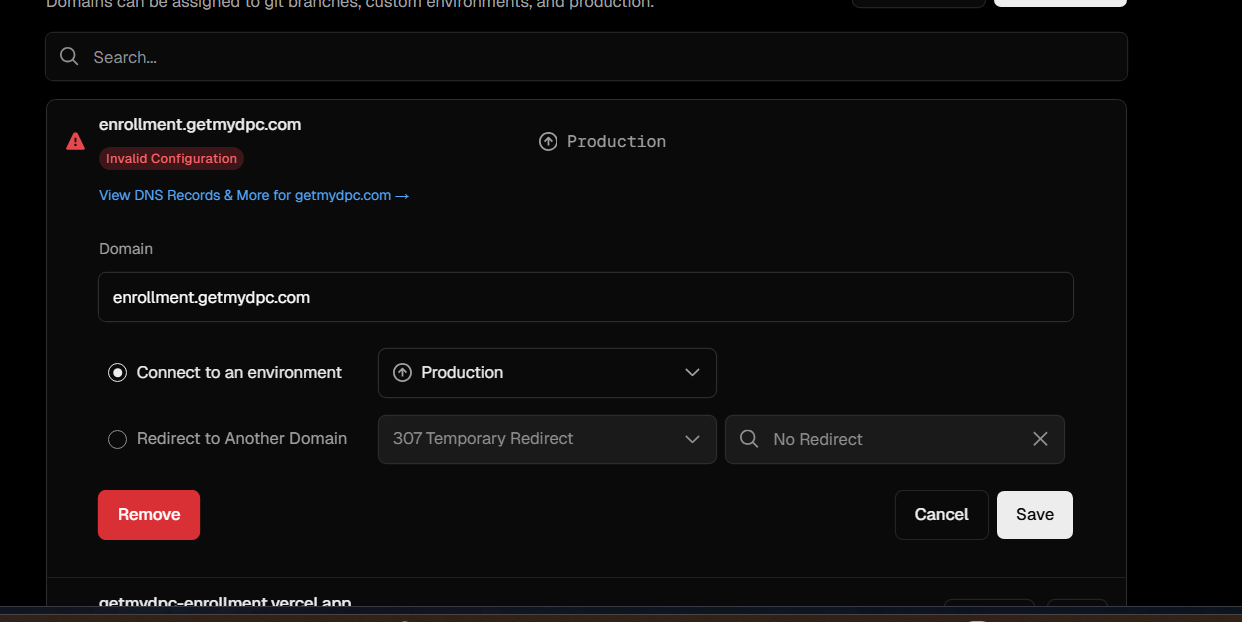 Domains can be assigned to git branches, custom environments, and production.
Search...
enrollment.getmydpc.com
Invalid Configuration
Production
View DNS Records & More for getmydpc.com →
Domain
enrollment.getmydpc.com
Connect to an environment
Production
Redirect to Another Domain
307 Temporary Redirect
No Redirect
Remove
Cancel
Save
getmydpc-enrollment.vercel.app